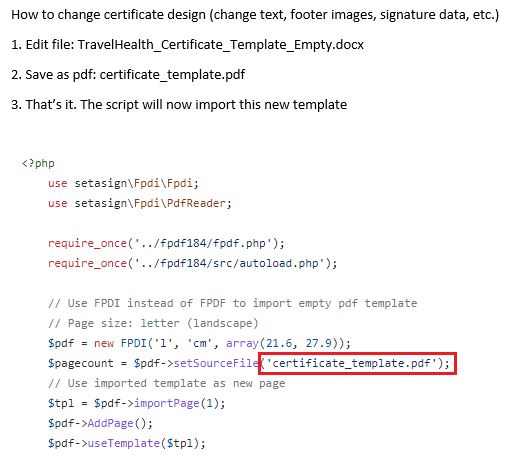 How to change certificate design (change text, footer images, signature data, etc.)
1. Edit file: TravelHealth_Certificate_Template_Empty.docx
2. Save as pdf: certificate_template.pdf
3. That’s it. The script will now import this new template
<?php
use setasign\Fpdi\Fpdi;
use setasign\Fpdi\PdfReader;
require_once('../fpdf184/fpdf.php');
require_once('../fpdf184/src/autoload.php');
// Use FPDI instead of FPDF to import empty pdf template
// Page size: letter (landscape)
$pdf = new FPDI('l', 'cm', array(21.6, 27.9));
$pagecount = $pdf->setSourceFile('certificate_template.pdf');
// Use imported template as new page
$tpl = $pdf->importPage(1);
$pdf->AddPage();
$pdf->useTemplate($tpl);